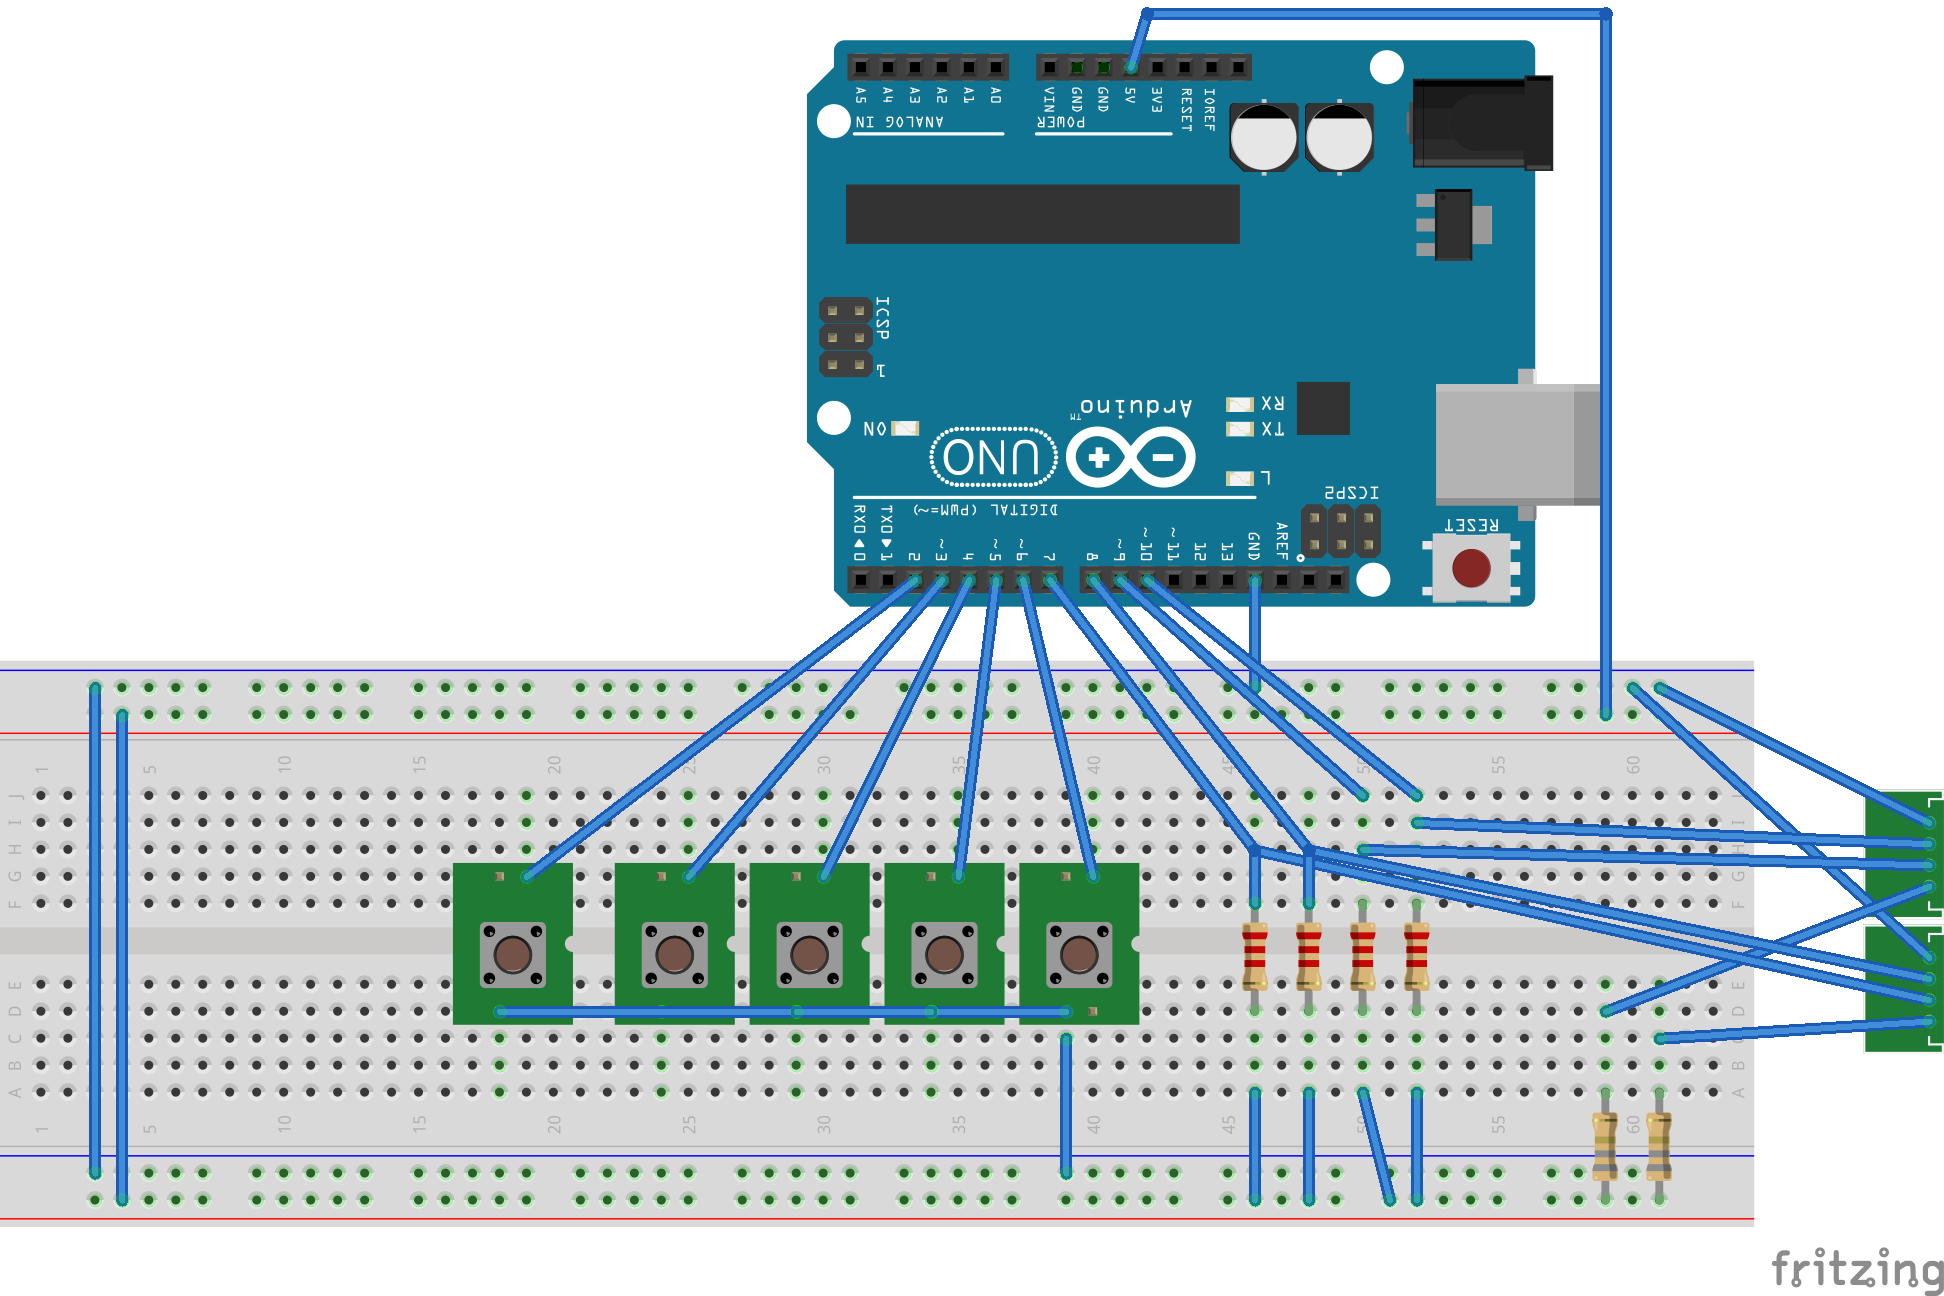 A5 A4 A3 A2 A1 A0
VIN GND GND 5V 3V3 RESET IOREF
ANALOG IN
POWER
ICSP
1
Arduino
TM
RX
TX
ON
UNO
L
ICSP2
RESET
DIGITAL (PWM=~)
RX0 TX0
0 1 2 ~3 4 ~5 ~6 7 8 ~9 ~10 ~11 12 13 GND AREF
1 5 10 15 20 25 30 35 40 45 50 55 60
J
I I
H H
G G
F F
E E
D D
C
B B
A A
1 5 10 15 20 25 30 35 40 45 50 55 60
fritzing